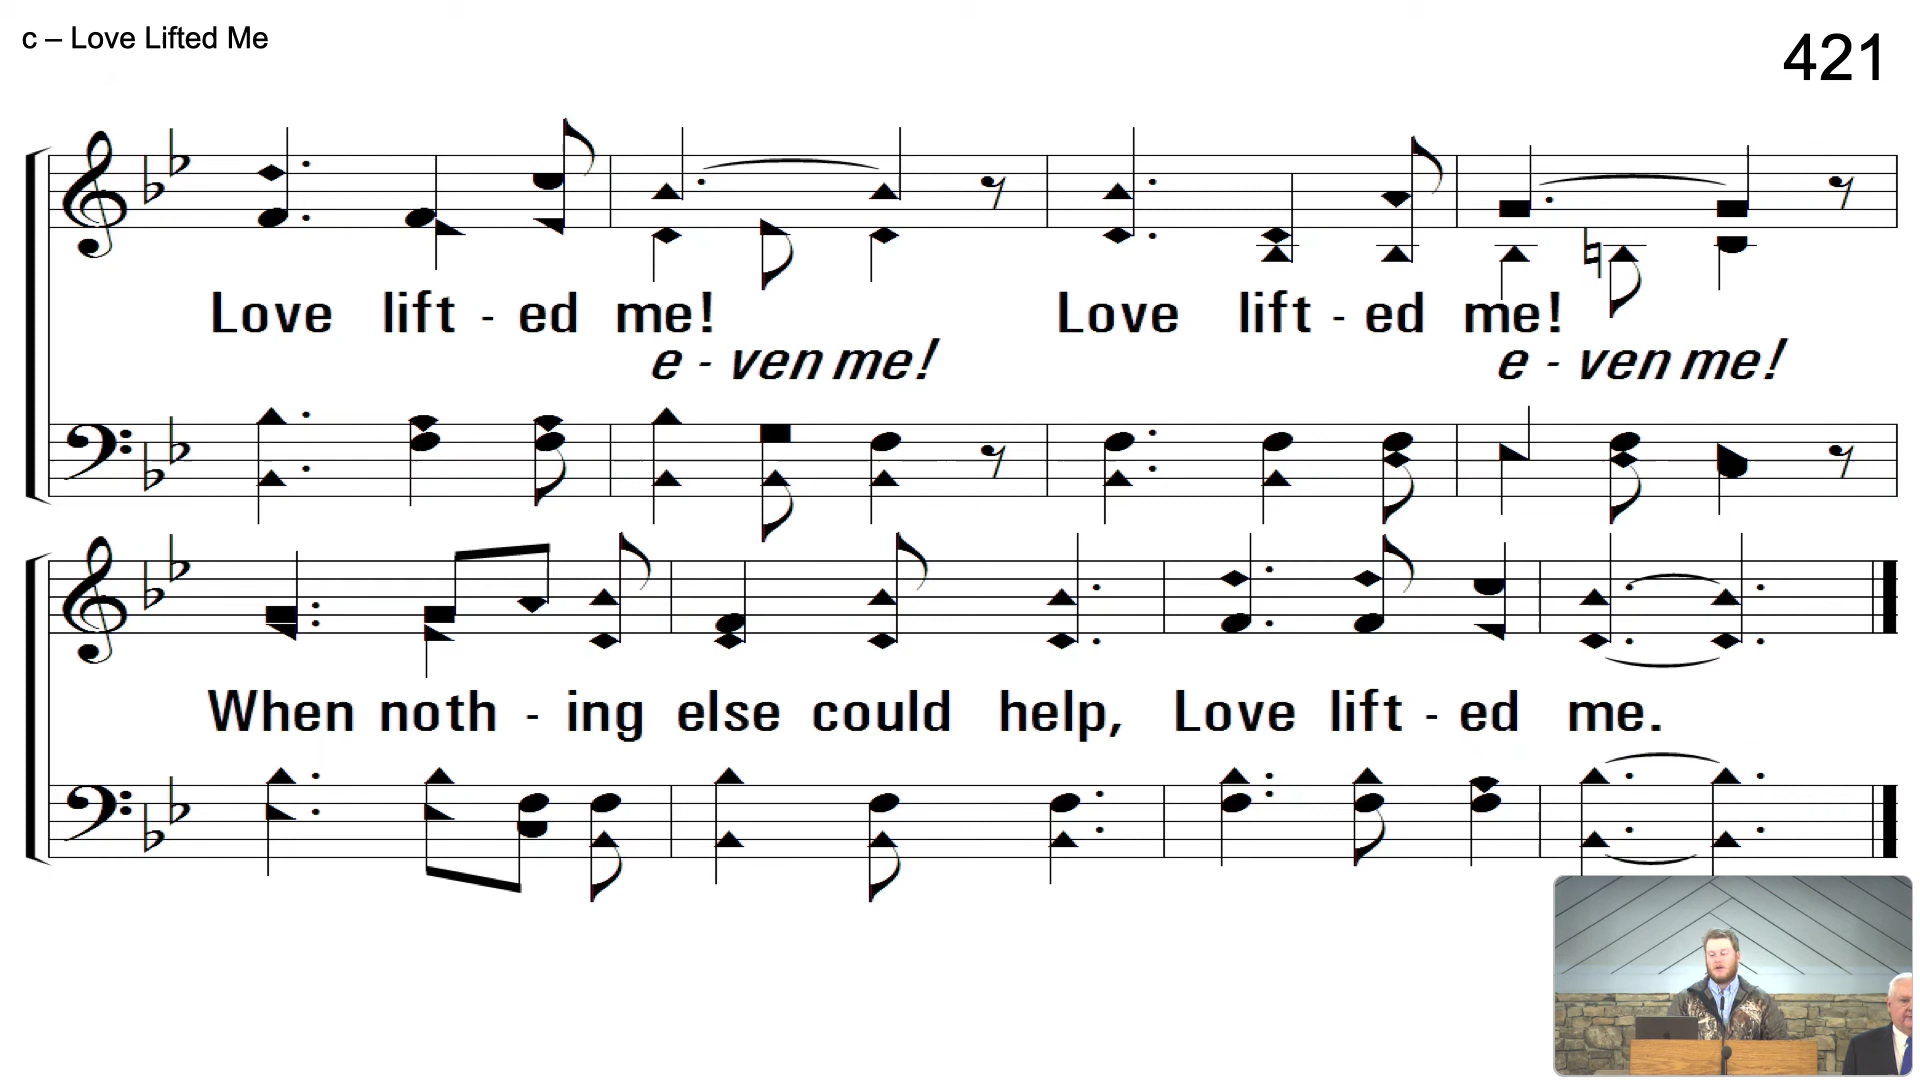 c – Love Lifted Me
421
Love lift - ed me! Love lift - ed me!
e - ven me! e - ven me!
When noth - ing else could help, Love lift - ed me.